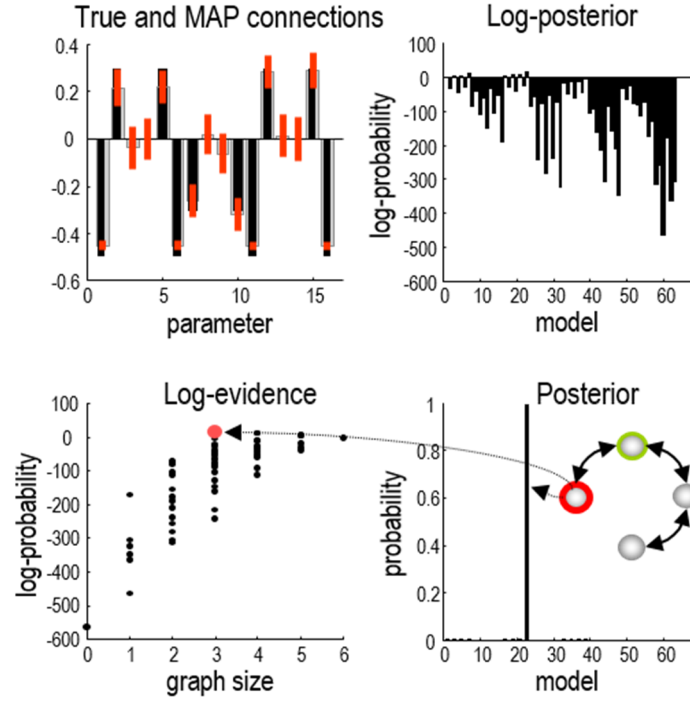 True and MAP connections
0.4
0.2
0
-0.2
-0.4
-0.6
0 5 10 15
parameter
Log-posterior
log-probability
100
0
-100
-200
-300
-400
-500
-600
0 10 20 30 40 50 60
model
Log-evidence
log-probability
100
0
-100
-200
-300
-400
-500
-600
0 1 2 3 4 5 6
graph size
Posterior
probability
1
0.8
0.6
0.4
0.2
0
0 10 20 30 40 50 60
model